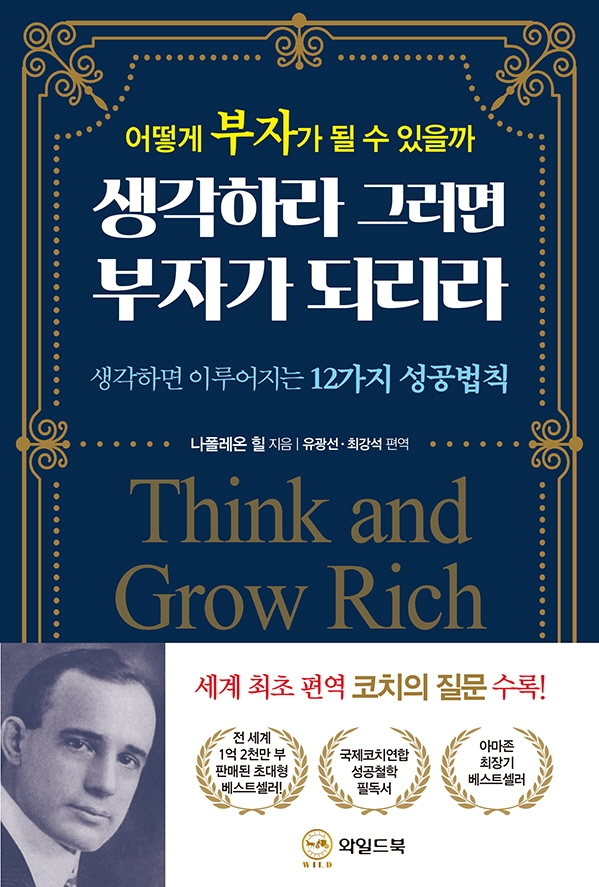 어떻게 부자가 될 수 있을까
생각하라 그러면
부자가 되리라
생각하면 이루어지는 12가지 성공법칙
나폴레온 힐 지음 | 유광선·최강석 편역
Think and
Grow Rich
세계 최초 편역 코치의 질문 수록!
전 세계
1억 2천만 부
판매된 초대형
베스트셀러!
국제코치연합
성공철학
필독서
아마존
최장기
베스트셀러
WILD
와일드북